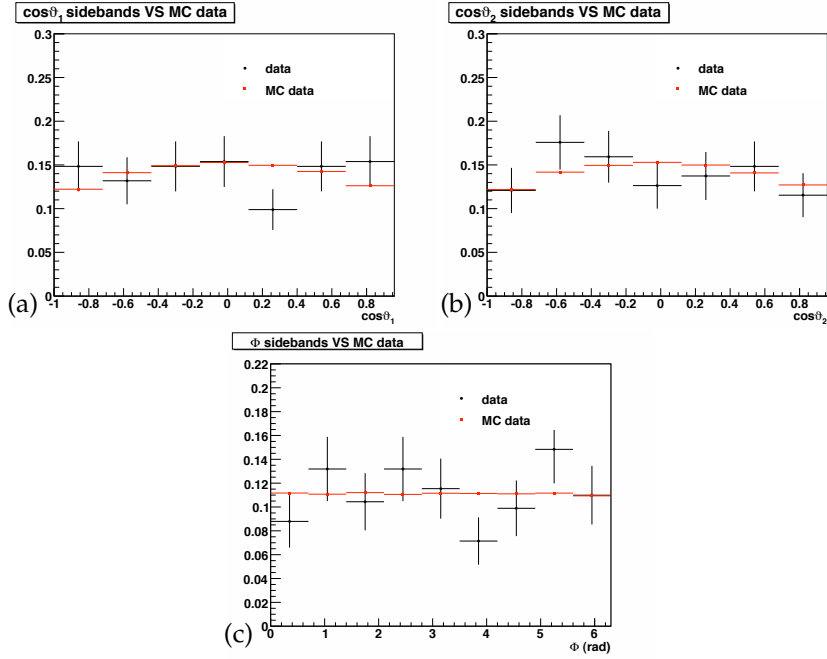 cosϑ₁ sidebands VS MC data
0.3
0.25
0.2
0.15
0.1
0.05
0
data
MC data
-1 -0.8 -0.6 -0.4 -0.2 0 0.2 0.4 0.6 0.8
cosϑ₁
(a)
cosϑ₂ sidebands VS MC data
0.3
0.25
0.2
0.15
0.1
0.05
0
data
MC data
-1 -0.8 -0.6 -0.4 -0.2 0 0.2 0.4 0.6 0.8
cosϑ₂
(b)
Φ sidebands VS MC data
0.22
0.2
0.18
0.16
0.14
0.12
0.1
0.08
0.06
0.04
0.02
0
data
MC data
0 1 2 3 4 5 6
Φ (rad)
(c)